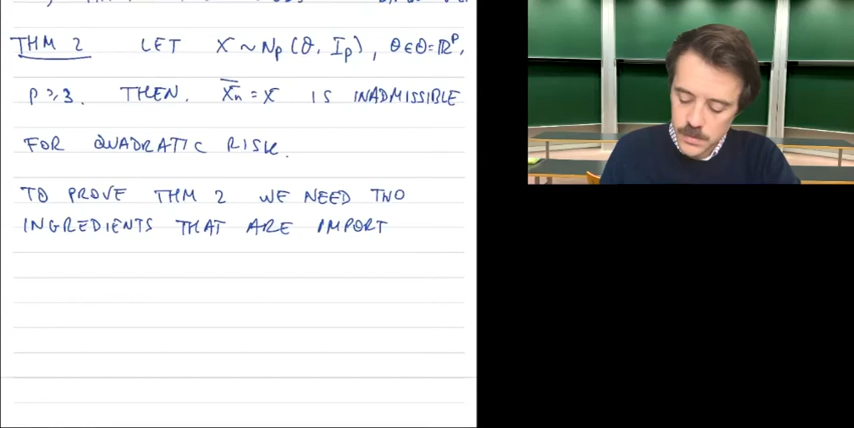 THM 2 LET X ~ Np(θ, Ip), θ∈Θ=ℝᵖ,
p ≥ 3. THEN. X̄n = X IS INADMISSIBLE
FOR QUADRATIC RISK.
TO PROVE THM 2 WE NEED TWO
INGREDIENTS THAT ARE IMPORT